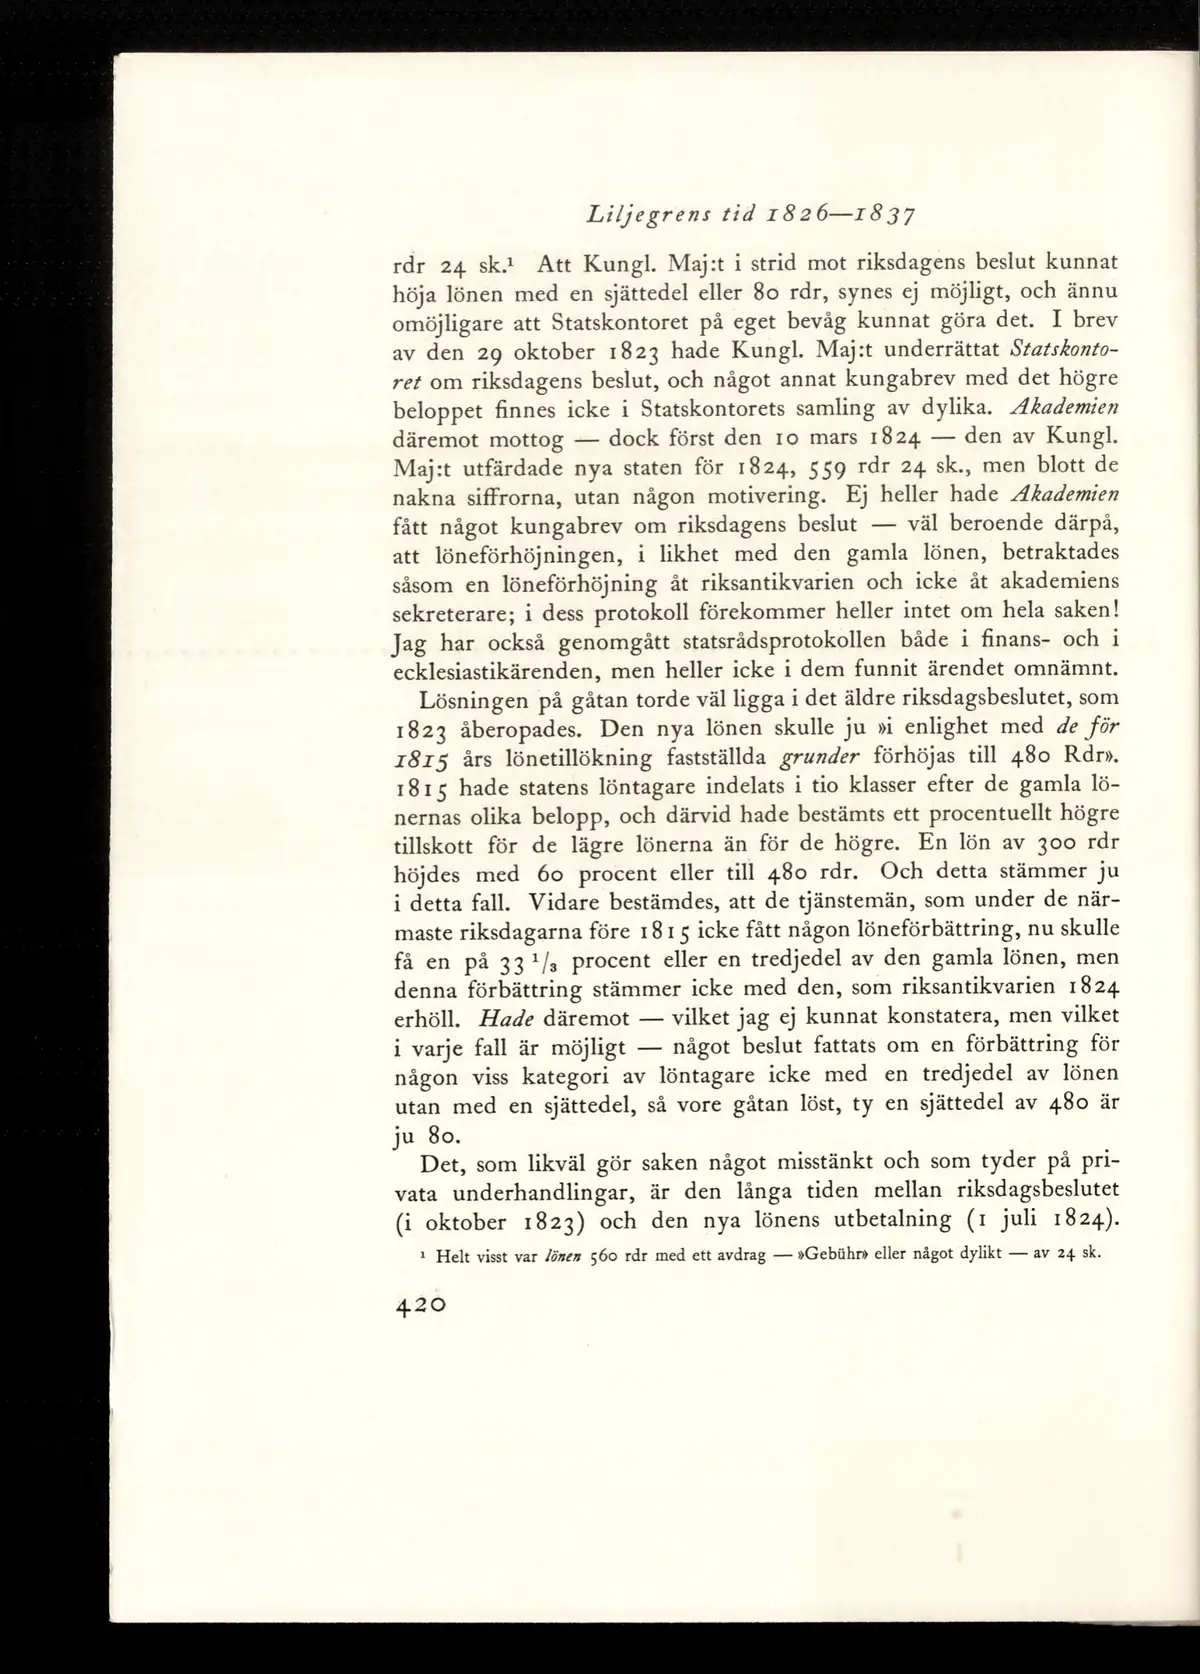 Liljegrens tid 1826—1837
rdr 24 sk.¹ Att Kungl. Maj:t i strid mot riksdagens beslut kunnat
höja lönen med en sjättedel eller 80 rdr, synes ej möjligt, och ännu
omöjligare att Statskontoret på eget bevåg kunnat göra det. I brev
av den 29 oktober 1823 hade Kungl. Maj:t underrättat Statskonto-
ret om riksdagens beslut, och något annat kungabrev med det högre
beloppet finnes icke i Statskontorets samling av dylika. Akademien
däremot mottog — dock först den 10 mars 1824 — den av Kungl.
Maj:t utfärdade nya staten för 1824, 559 rdr 24 sk., men blott de
nakna siffrorna, utan någon motivering. Ej heller hade Akademien
fått något kungabrev om riksdagens beslut — väl beroende därpå,
att löneförhöjningen, i likhet med den gamla lönen, betraktades
såsom en löneförhöjning åt riksantikvarien och icke åt akademiens
sekreterare; i dess protokoll förekommer heller intet om hela saken!
Jag har också genomgått statsrådsprotokollen både i finans- och i
ecklesiastikärenden, men heller icke i dem funnit ärendet omnämnt.
Lösningen på gåtan torde väl ligga i det äldre riksdagsbeslutet, som
1823 åberopades. Den nya lönen skulle ju »i enlighet med de för
1815 års lönetillökning fastställda grunder förhöjas till 480 Rdr».
1815 hade statens löntagare indelats i tio klasser efter de gamla lö-
nernas olika belopp, och därvid hade bestämts ett procentuellt högre
tillskott för de lägre lönerna än för de högre. En lön av 300 rdr
höjdes med 60 procent eller till 480 rdr. Och detta stämmer ju
i detta fall. Vidare bestämdes, att de tjänstemän, som under de när-
maste riksdagarna före 1815 icke fått någon löneförbättring, nu skulle
få en på 33 ¹/₃ procent eller en tredjedel av den gamla lönen, men
denna förbättring stämmer icke med den, som riksantikvarien 1824
erhöll. Hade däremot — vilket jag ej kunnat konstatera, men vilket
i varje fall är möjligt — något beslut fattats om en förbättring för
någon viss kategori av löntagare icke med en tredjedel av lönen
utan med en sjättedel, så vore gåtan löst, ty en sjättedel av 480 är
ju 80.
Det, som likväl gör saken något misstänkt och som tyder på pri-
vata underhandlingar, är den långa tiden mellan riksdagsbeslutet
(i oktober 1823) och den nya lönens utbetalning (1 juli 1824).
¹ Helt visst var lönen 560 rdr med ett avdrag — »Gebühr» eller något dylikt — av 24 sk.
420